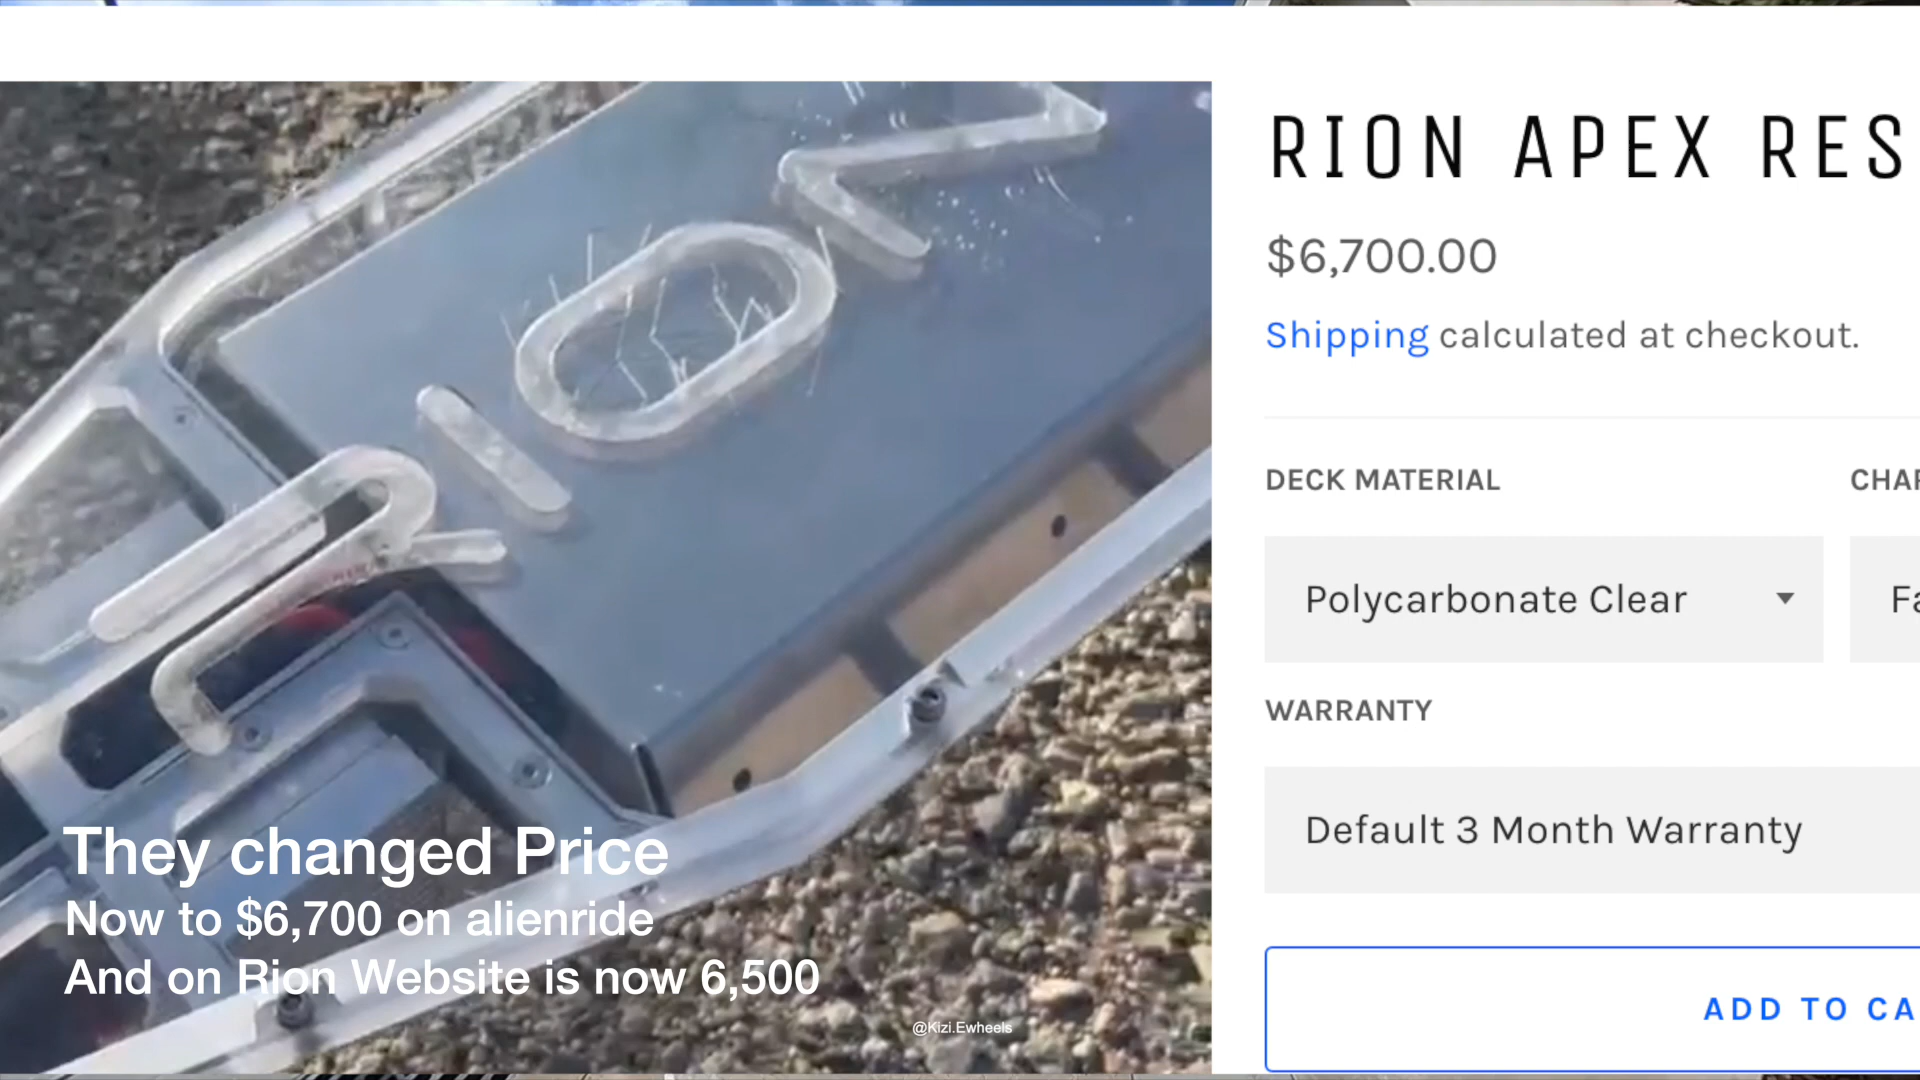 RION
RION APEX RES
$6,700.00
Shipping calculated at checkout.
DECK MATERIAL
CHAR
Polycarbonate Clear
Fa
WARRANTY
Default 3 Month Warranty
ADD TO CA
They changed Price
Now to $6,700 on alienride
And on Rion Website is now 6,500
@Kizi.Ewheels